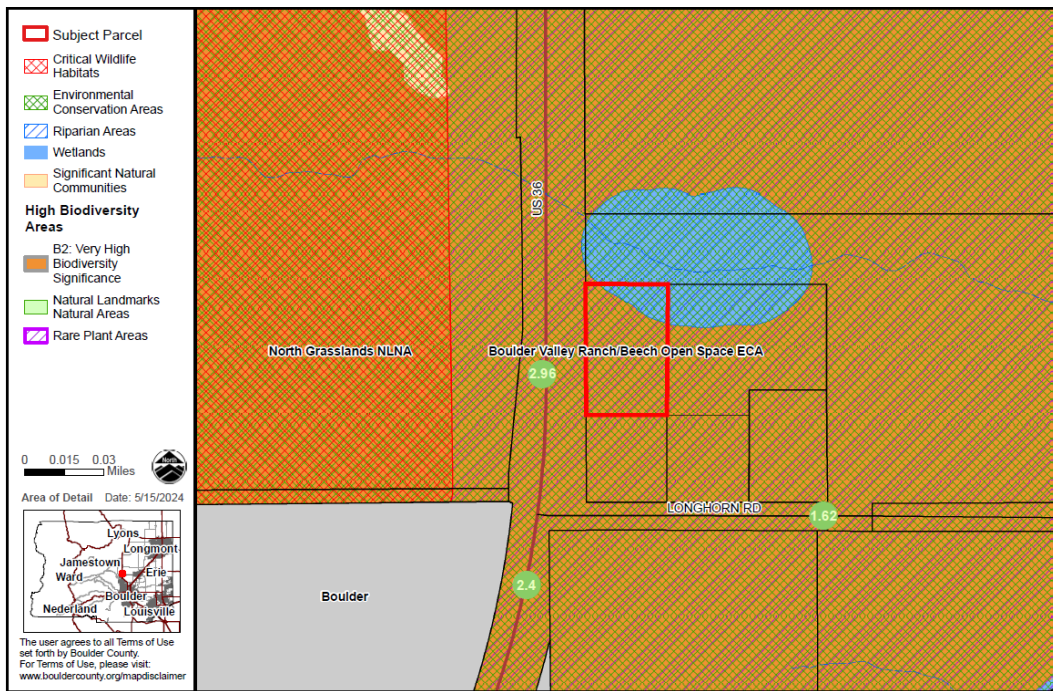 Subject Parcel
Critical Wildlife
Habitats
Environmental
Conservation Areas
Riparian Areas
Wetlands
Significant Natural
Communities
High Biodiversity
Areas
B2: Very High
Biodiversity
Significance
Natural Landmarks
Natural Areas
Rare Plant Areas
0 0.015 0.03
Miles
North
Area of Detail Date: 5/15/2024
Lyons
Longmont
Jamestown
Ward
Erie
Boulder
Nederland
Louisville
The user agrees to all Terms of Use
set forth by Boulder County.
For Terms of Use, please visit:
www.bouldercounty.org/mapdisclaimer
US 36
North Grasslands NLNA
Boulder Valley Ranch/Beech Open Space ECA
2.96
LONGHORN RD
1.62
2.4
Boulder